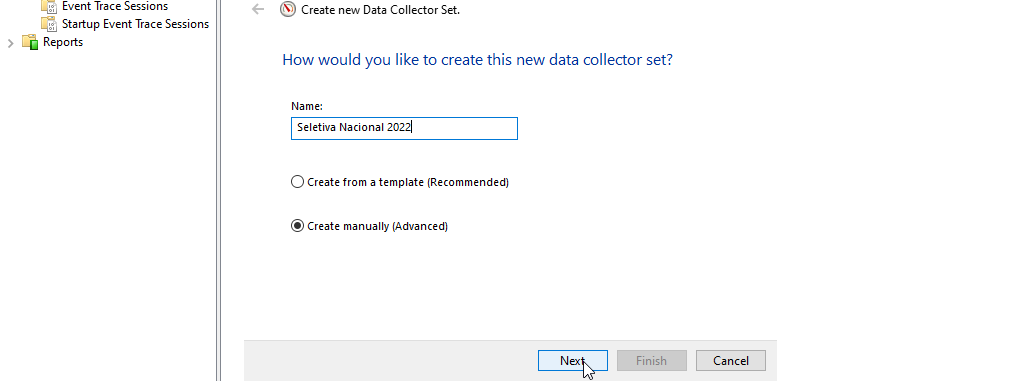 Event Trace Sessions
Startup Event Trace Sessions
Reports
Create new Data Collector Set.
How would you like to create this new data collector set?
Name:
Seletiva Nacional 2022
Create from a template (Recommended)
Create manually (Advanced)
Next
Finish
Cancel